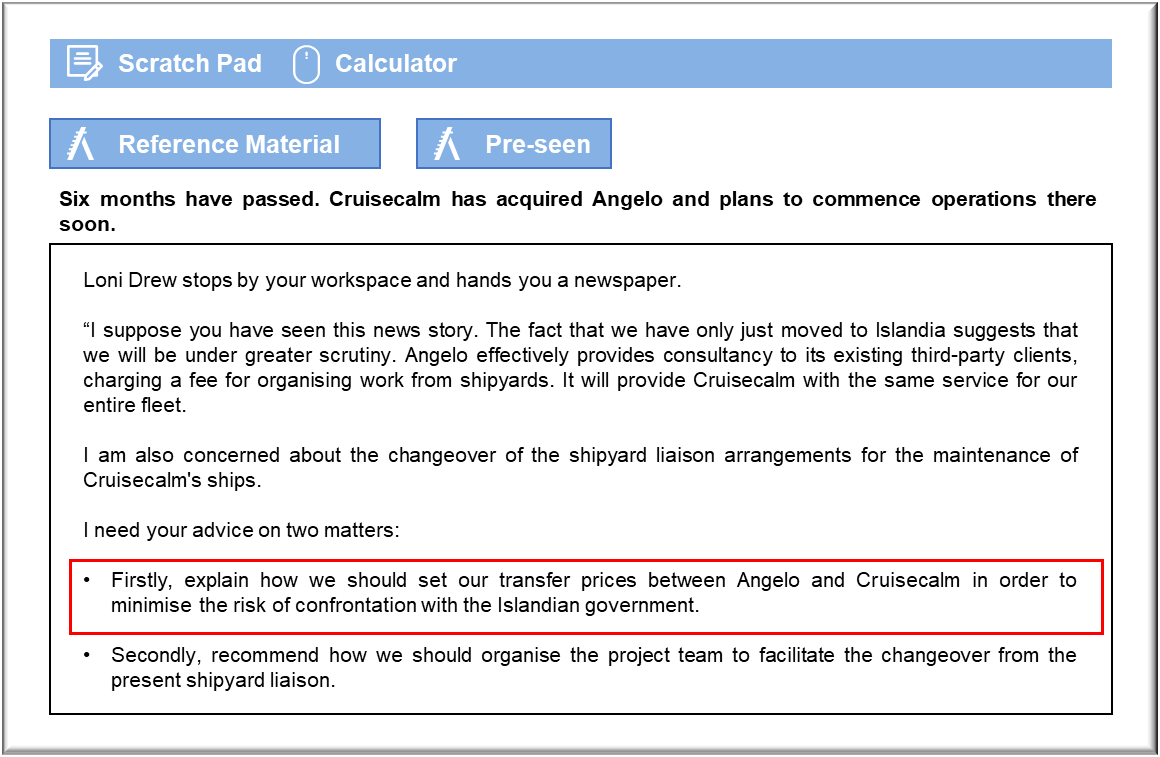 Scratch Pad Calculator
Reference Material Pre-seen
Six months have passed. Cruisecalm has acquired Angelo and plans to commence operations there
soon.
Loni Drew stops by your workspace and hands you a newspaper.
“I suppose you have seen this news story. The fact that we have only just moved to Islandia suggests that
we will be under greater scrutiny. Angelo effectively provides consultancy to its existing third-party clients,
charging a fee for organising work from shipyards. It will provide Cruisecalm with the same service for our
entire fleet.
I am also concerned about the changeover of the shipyard liaison arrangements for the maintenance of
Cruisecalm's ships.
I need your advice on two matters:
• Firstly, explain how we should set our transfer prices between Angelo and Cruisecalm in order to
minimise the risk of confrontation with the Islandian government.
• Secondly, recommend how we should organise the project team to facilitate the changeover from the
present shipyard liaison.